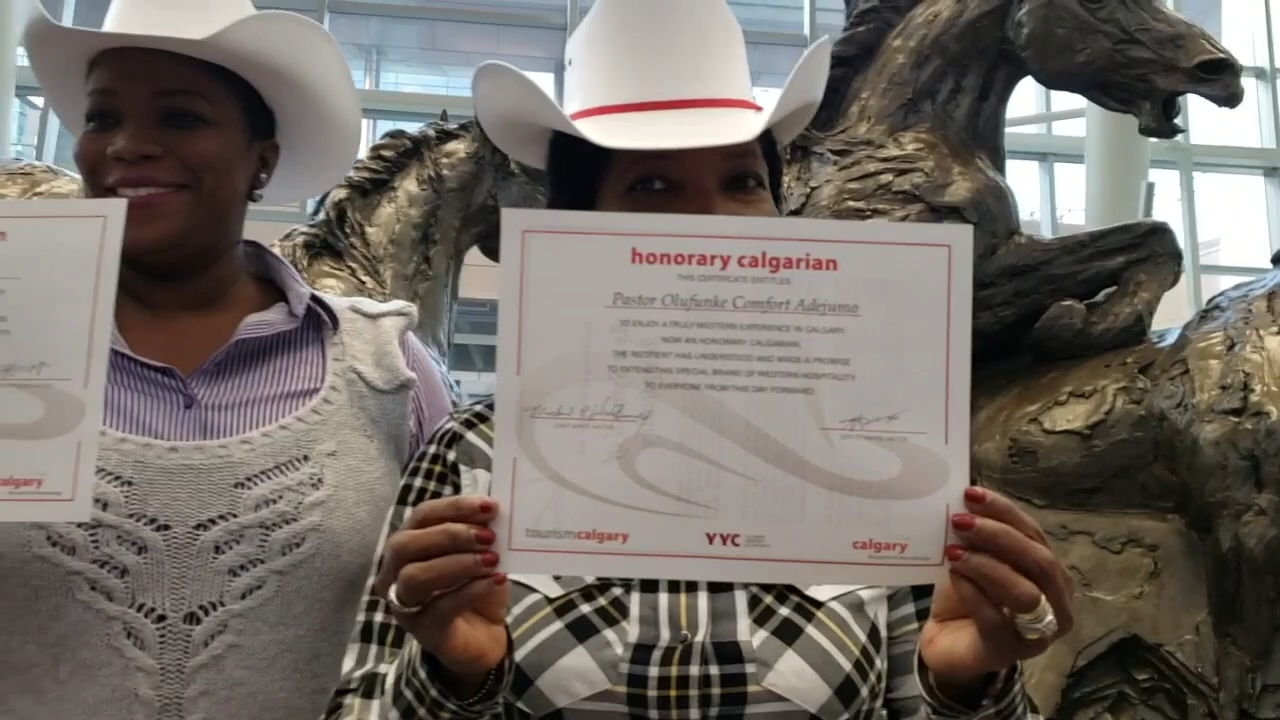 honorary calgarian
THIS CERTIFICATE ENTITLES
Pastor Olufunke Comfort Adejumo
TO ENJOY A TRULY WESTERN EXPERIENCE IN CALGARY.
NOW AN HONORARY CALGARIAN,
THE RECIPIENT HAS UNDERSTOOD AND MADE A PROMISE
TO EXTEND THIS SPECIAL BRAND OF WESTERN HOSPITALITY
TO EVERYONE FROM THIS DAY FORWARD.
tourismcalgary
YYC
calgary
algary